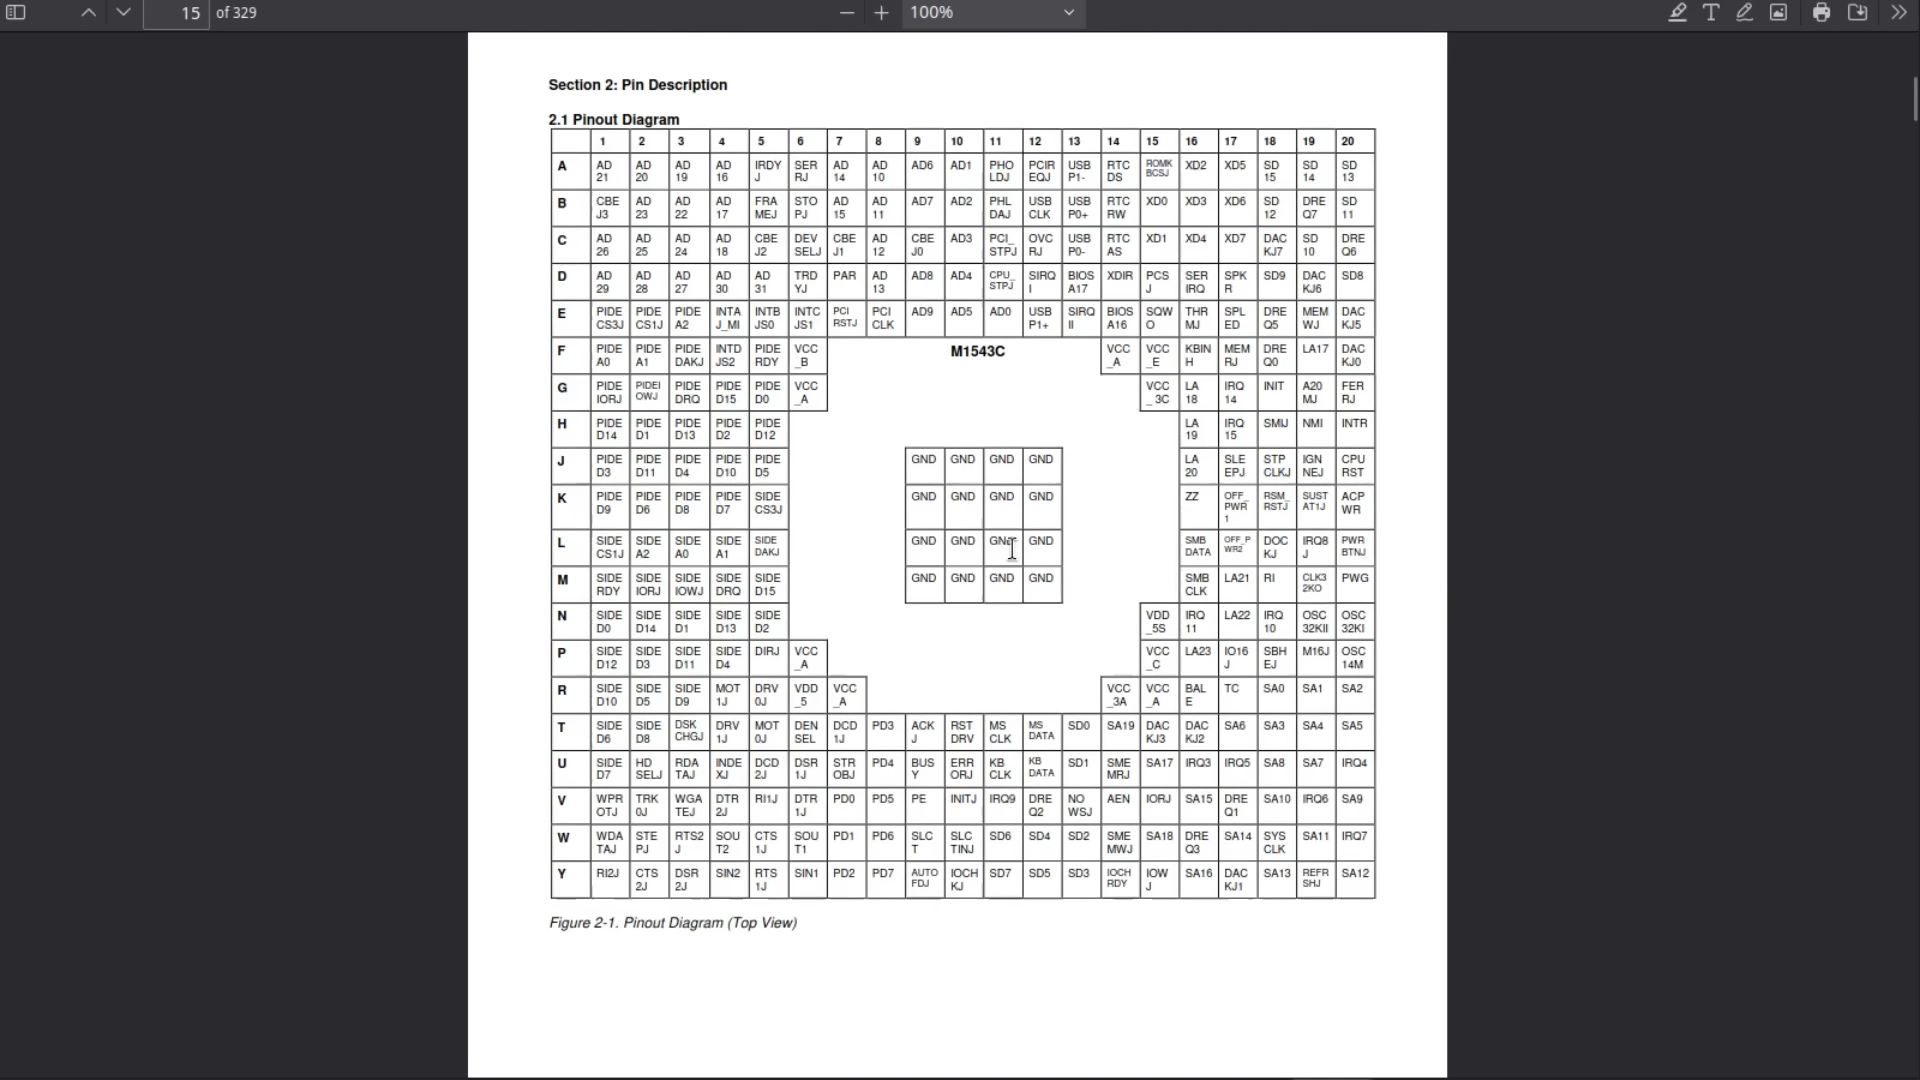 15 of 329 100%
Section 2: Pin Description
2.1 Pinout Diagram
1 2 3 4 5 6 7 8 9 10 11 12 13 14 15 16 17 18 19 20
A AD AD AD AD IRDY SER AD AD AD6 AD1 PHO PCIR USB RTC ROMK XD2 XD5 SD SD SD
21 20 19 16 J RJ 14 10 LDJ EQJ P1- DS BCSJ 15 14 13
B CBE AD AD AD FRA STO AD AD AD7 AD2 PHL USB USB RTC XD0 XD3 XD6 SD DRE SD
J3 23 22 17 MEJ PJ 15 11 DAJ CLK P0+ RW 12 Q7 11
C AD AD AD AD CBE DEV CBE AD CBE AD3 PCI_ OVC USB RTC XD1 XD4 XD7 DAC SD DRE
26 25 24 18 J2 SELJ J1 12 J0 STPJ RJ P0- AS KJ7 10 Q6
D AD AD AD AD AD TRD PAR AD AD8 AD4 CPU_ SIRQ BIOS XDIR PCS SER SPK SD9 DAC SD8
29 28 27 30 31 YJ 13 STPJ I A17 J IRQ R KJ6
E PIDE PIDE PIDE INTA INTB INTC PCI PCI AD9 AD5 AD0 USB SIRQ BIOS SQW THR SPL DRE MEM DAC
CS3J CS1J A2 J_MI JS0 JS1 RSTJ CLK P1+ II A16 O MJ ED Q5 WJ KJ5
F PIDE PIDE PIDE INTD PIDE VCC M1543C VCC VCC KBIN MEM DRE LA17 DAC
A0 A1 DAKJ JS2 RDY _B _A _E H RJ Q0 KJ0
G PIDE PIDEI PIDE PIDE PIDE VCC VCC LA IRQ INIT A20 FER
IORJ OWJ DRQ D15 D0 _A _ 3C 18 14 MJ RJ
H PIDE PIDE PIDE PIDE PIDE LA IRQ SMIJ NMI INTR
D14 D1 D13 D2 D12 19 15
J PIDE PIDE PIDE PIDE PIDE GND GND GND GND LA SLE STP IGN CPU
D3 D11 D4 D10 D5 20 EPJ CLKJ NEJ RST
K PIDE PIDE PIDE PIDE SIDE GND GND GND GND ZZ OFF_ RSM_ SUST ACP
D9 D6 D8 D7 CS3J PWR RSTJ AT1J WR
1
L SIDE SIDE SIDE SIDE SIDE GND GND GND GND SMB OFF_P DOC IRQ8 PWR
CS1J A2 A0 A1 DAKJ DATA WR2 KJ J BTNJ
M SIDE SIDE SIDE SIDE SIDE GND GND GND GND SMB LA21 RI CLK3 PWG
RDY IORJ IOWJ DRQ D15 CLK 2KO
N SIDE SIDE SIDE SIDE SIDE VDD IRQ LA22 IRQ OSC OSC
D0 D14 D1 D13 D2 _5S 11 10 32KII 32KI
P SIDE SIDE SIDE SIDE DIRJ VCC VCC LA23 IO16 SBH M16J OSC
D12 D3 D11 D4 _A _C J EJ 14M
R SIDE SIDE SIDE MOT DRV VDD VCC VCC VCC BAL TC SA0 SA1 SA2
D10 D5 D9 1J 0J _5 _A _3A _A E
T SIDE SIDE DSK DRV MOT DEN DCD PD3 ACK RST MS MS SD0 SA19 DAC DAC SA6 SA3 SA4 SA5
D6 D8 CHGJ 1J 0J SEL 1J J DRV CLK DATA KJ3 KJ2
U SIDE HD RDA INDE DCD DSR STR PD4 BUS ERR KB KB SD1 SME SA17 IRQ3 IRQ5 SA8 SA7 IRQ4
D7 SELJ TAJ XJ 2J 1J OBJ Y ORJ CLK DATA MRJ
V WPR TRK WGA DTR RI1J DTR PD0 PD5 PE INITJ IRQ9 DRE NO AEN IORJ SA15 DRE SA10 IRQ6 SA9
OTJ 0J TEJ 2J 1J Q2 WSJ Q1
W WDA STE RTS2 SOU CTS SOU PD1 PD6 SLC SLC SD6 SD4 SD2 SME SA18 DRE SA14 SYS SA11 IRQ7
TAJ PJ J T2 1J T1 T TINJ MWJ Q3 CLK
Y RI2J CTS DSR SIN2 RTS SIN1 PD2 PD7 AUTO IOCH SD7 SD5 SD3 IOCH IOW SA16 DAC SA13 REFR SA12
2J 2J 1J FDJ KJ RDY J KJ1 SHJ
Figure 2-1. Pinout Diagram (Top View)